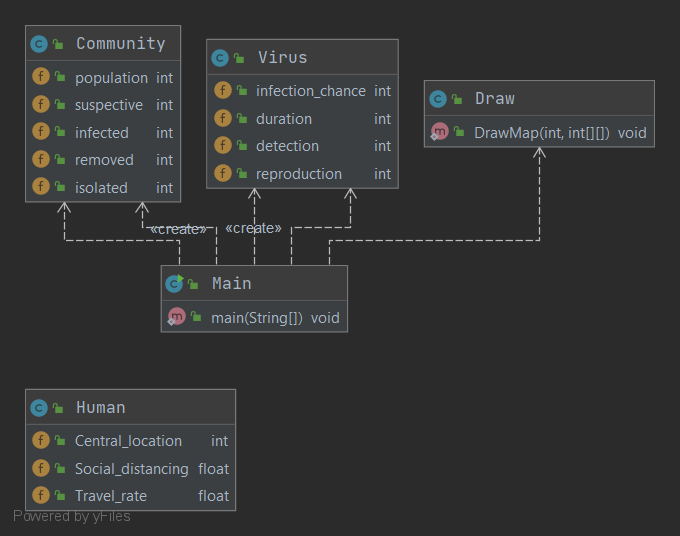 Community
population int
suspective int
infected int
removed int
isolated int
Virus
infection_chance int
duration int
detection int
reproduction int
Draw
DrawMap(int, int[][]) void
«create»
«create»
Main
main(String[]) void
Human
Central_location int
Social_distancing float
Travel_rate float
Powered by yFiles